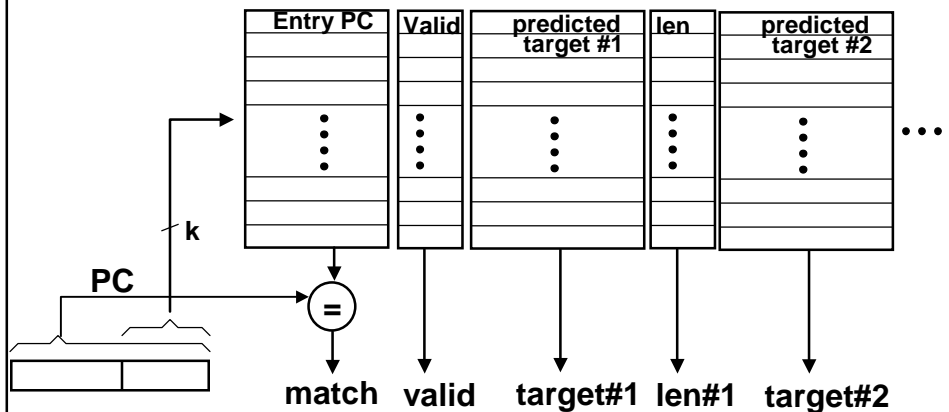 Entry PC
Valid
predicted
target #1
len
predicted
target #2
k
PC
=
match
valid
target#1
len#1
target#2